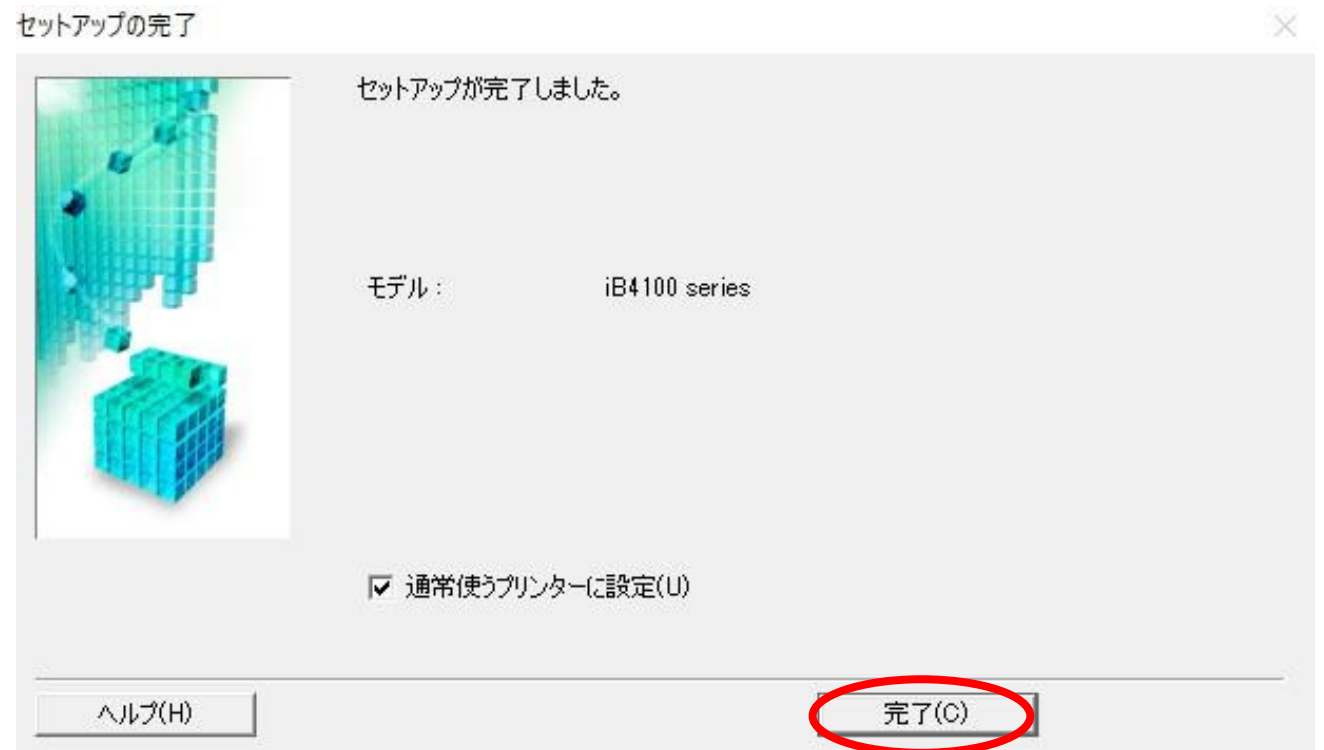 セットアップの完了
セットアップが完了しました。
モデル : iB4100 series
通常使うプリンターに設定(U)
ヘルプ(H) 完了(C)